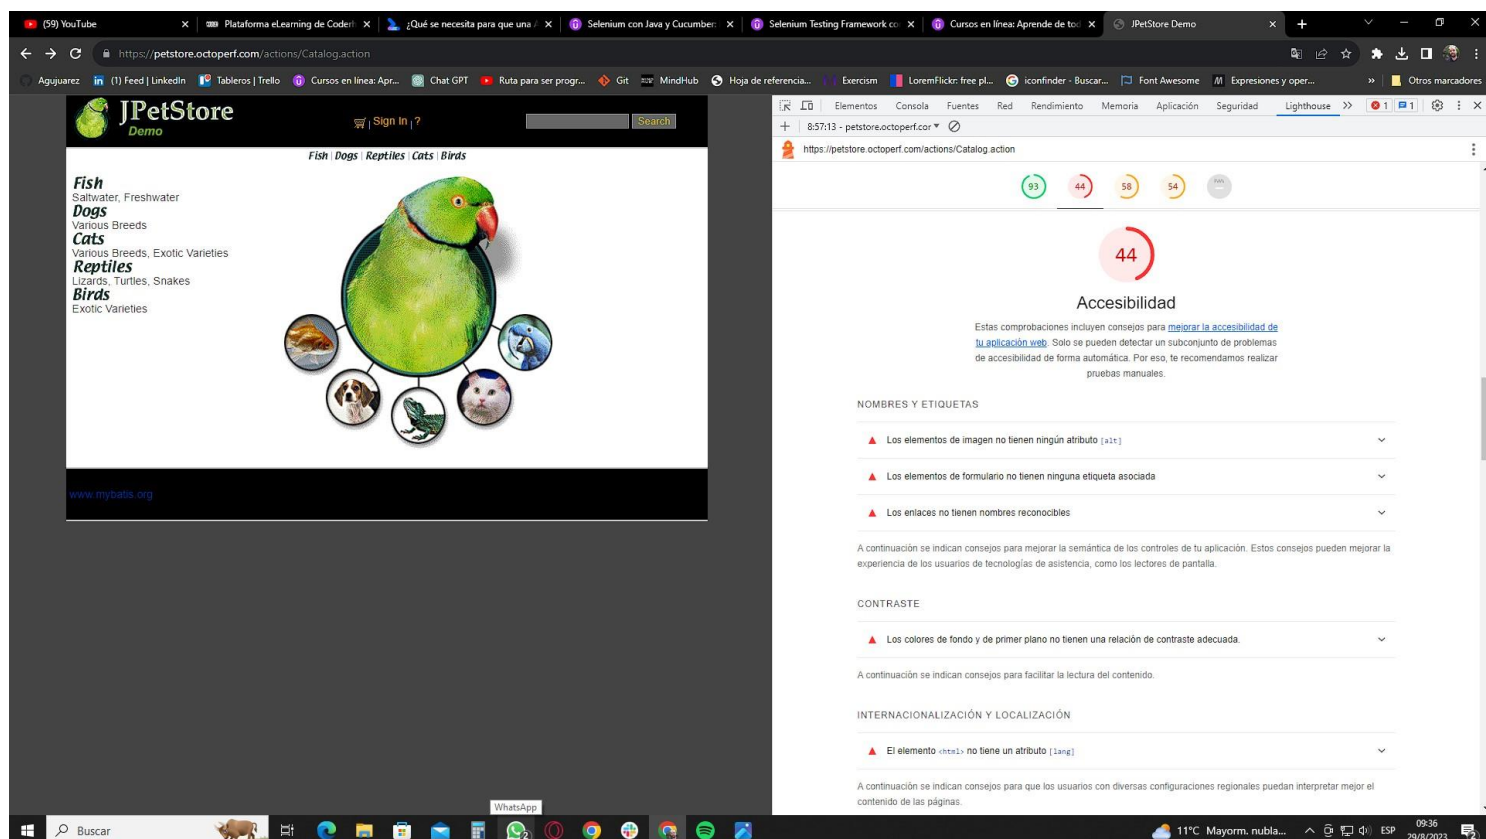 (59) YouTube
Plataforma eLearning de Coderh
¿Qué se necesita para que una A
Selenium con Java y Cucumber:
Selenium Testing Framework co
Cursos en línea: Aprende de tod
JPetStore Demo
https://petstore.octoperf.com/actions/Catalog.action
Agujuarez
(1) Feed | LinkedIn
Tableros | Trello
Cursos en línea: Apr...
Chat GPT
Ruta para ser progr...
Git
MindHub
Hoja de referencia...
Exercism
LoremFlickr: free pl...
iconfinder - Buscar...
Font Awesome
Expresiones y oper...
»
Otros marcadores
JPetStore
Demo
Sign In | ?
Search
Fish | Dogs | Reptiles | Cats | Birds
Fish
Saltwater, Freshwater
Dogs
Various Breeds
Cats
Various Breeds, Exotic Varieties
Reptiles
Lizards, Turtles, Snakes
Birds
Exotic Varieties
www.mybatis.org
Elementos Consola Fuentes Red Rendimiento Memoria Aplicación Seguridad Lighthouse » 1 1
8:57:13 - petstore.octoperf.cor
https://petstore.octoperf.com/actions/Catalog.action
93 44 58 54
44
Accesibilidad
Estas comprobaciones incluyen consejos para mejorar la accesibilidad de
tu aplicación web. Solo se pueden detectar un subconjunto de problemas
de accesibilidad de forma automática. Por eso, te recomendamos realizar
pruebas manuales.
NOMBRES Y ETIQUETAS
Los elementos de imagen no tienen ningún atributo [alt]
Los elementos de formulario no tienen ninguna etiqueta asociada
Los enlaces no tienen nombres reconocibles
A continuación se indican consejos para mejorar la semántica de los controles de tu aplicación. Estos consejos pueden mejorar la
experiencia de los usuarios de tecnologías de asistencia, como los lectores de pantalla.
CONTRASTE
Los colores de fondo y de primer plano no tienen una relación de contraste adecuada.
A continuación se indican consejos para facilitar la lectura del contenido.
INTERNACIONALIZACIÓN Y LOCALIZACIÓN
El elemento <html> no tiene un atributo [lang]
A continuación se indican consejos para que los usuarios con diversas configuraciones regionales puedan interpretar mejor el
contenido de las páginas.
WhatsApp
Buscar
11°C Mayorm. nubla...
ESP
09:36
29/8/2023